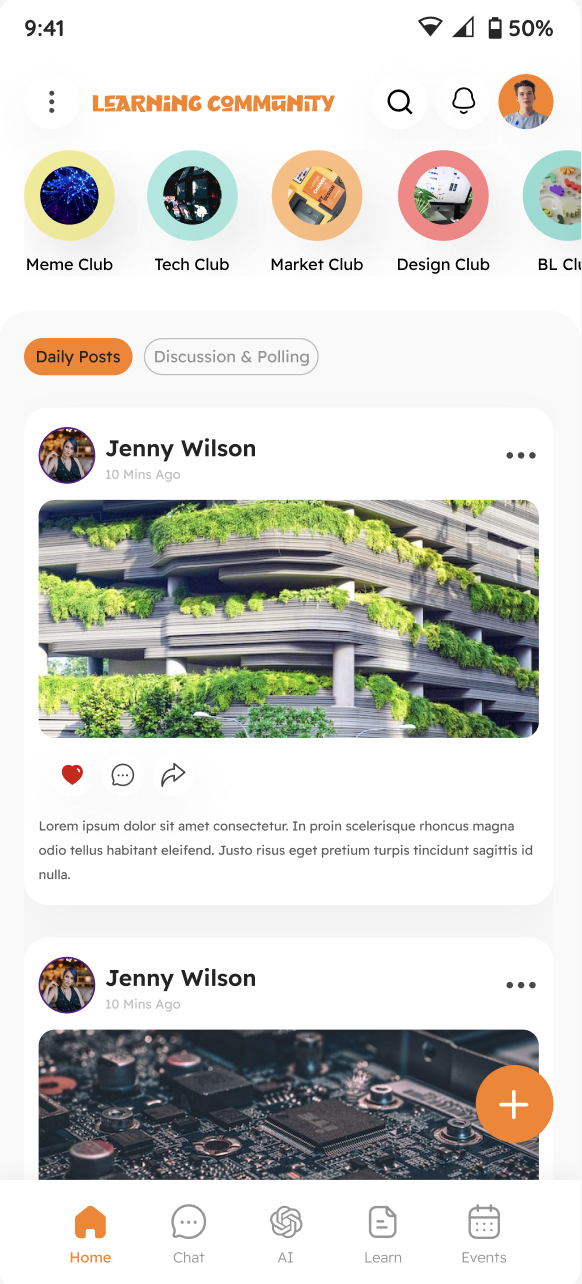 9:41
50%
LEARNING COMMUNITY
Meme Club
Tech Club
Market Club
Design Club
BL Clu
Daily Posts
Discussion & Polling
Jenny Wilson
10 Mins Ago
Lorem ipsum dolor sit amet consectetur. In proin scelerisque rhoncus magna
odio tellus habitant eleifend. Justo risus eget pretium turpis tincidunt sagittis id
nulla.
Jenny Wilson
10 Mins Ago
Home
Chat
AI
Learn
Events